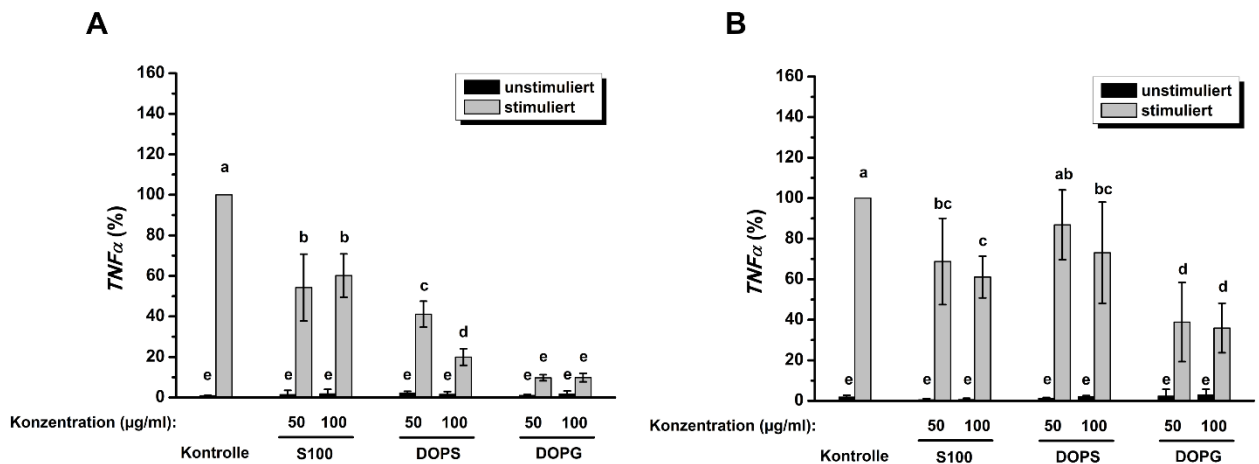 A
160
140
120
100
80
60
40
20
0
TNFα (%)
unstimuliert
stimuliert
a
b b
c
d
e e
e e e e e e e
Konzentration (µg/ml): 50 100 50 100 50 100
Kontrolle S100 DOPS DOPG
B
160
140
120
100
80
60
40
20
0
TNFα (%)
unstimuliert
stimuliert
a
ab
bc
bc
c
d d
e e e e e e e
Konzentration (µg/ml): 50 100 50 100 50 100
Kontrolle S100 DOPS DOPG